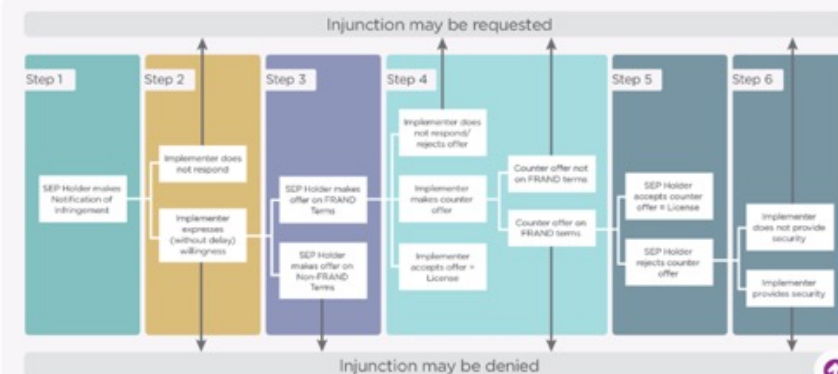 Injunction may be requested
Step 1
Step 2
Step 3
Step 4
Step 5
Step 6
SEP Holder makes
Notification of
infringement
Implementer does
not respond
Implementer
expresses
(without delay)
willingness
SEP Holder makes
offer on FRAND
Terms
SEP Holder
makes offer on
Non-FRAND
Terms
Implementer does
not respond/
rejects offer
Implementer
makes counter
offer
Implementer
accepts offer =
License
Counter offer not
on FRAND terms
Counter offer on
FRAND terms
SEP Holder
accepts counter
offer = License
SEP Holder
rejects counter
offer
Implementer
does not provide
security
Implementer
provides security
Injunction may be denied